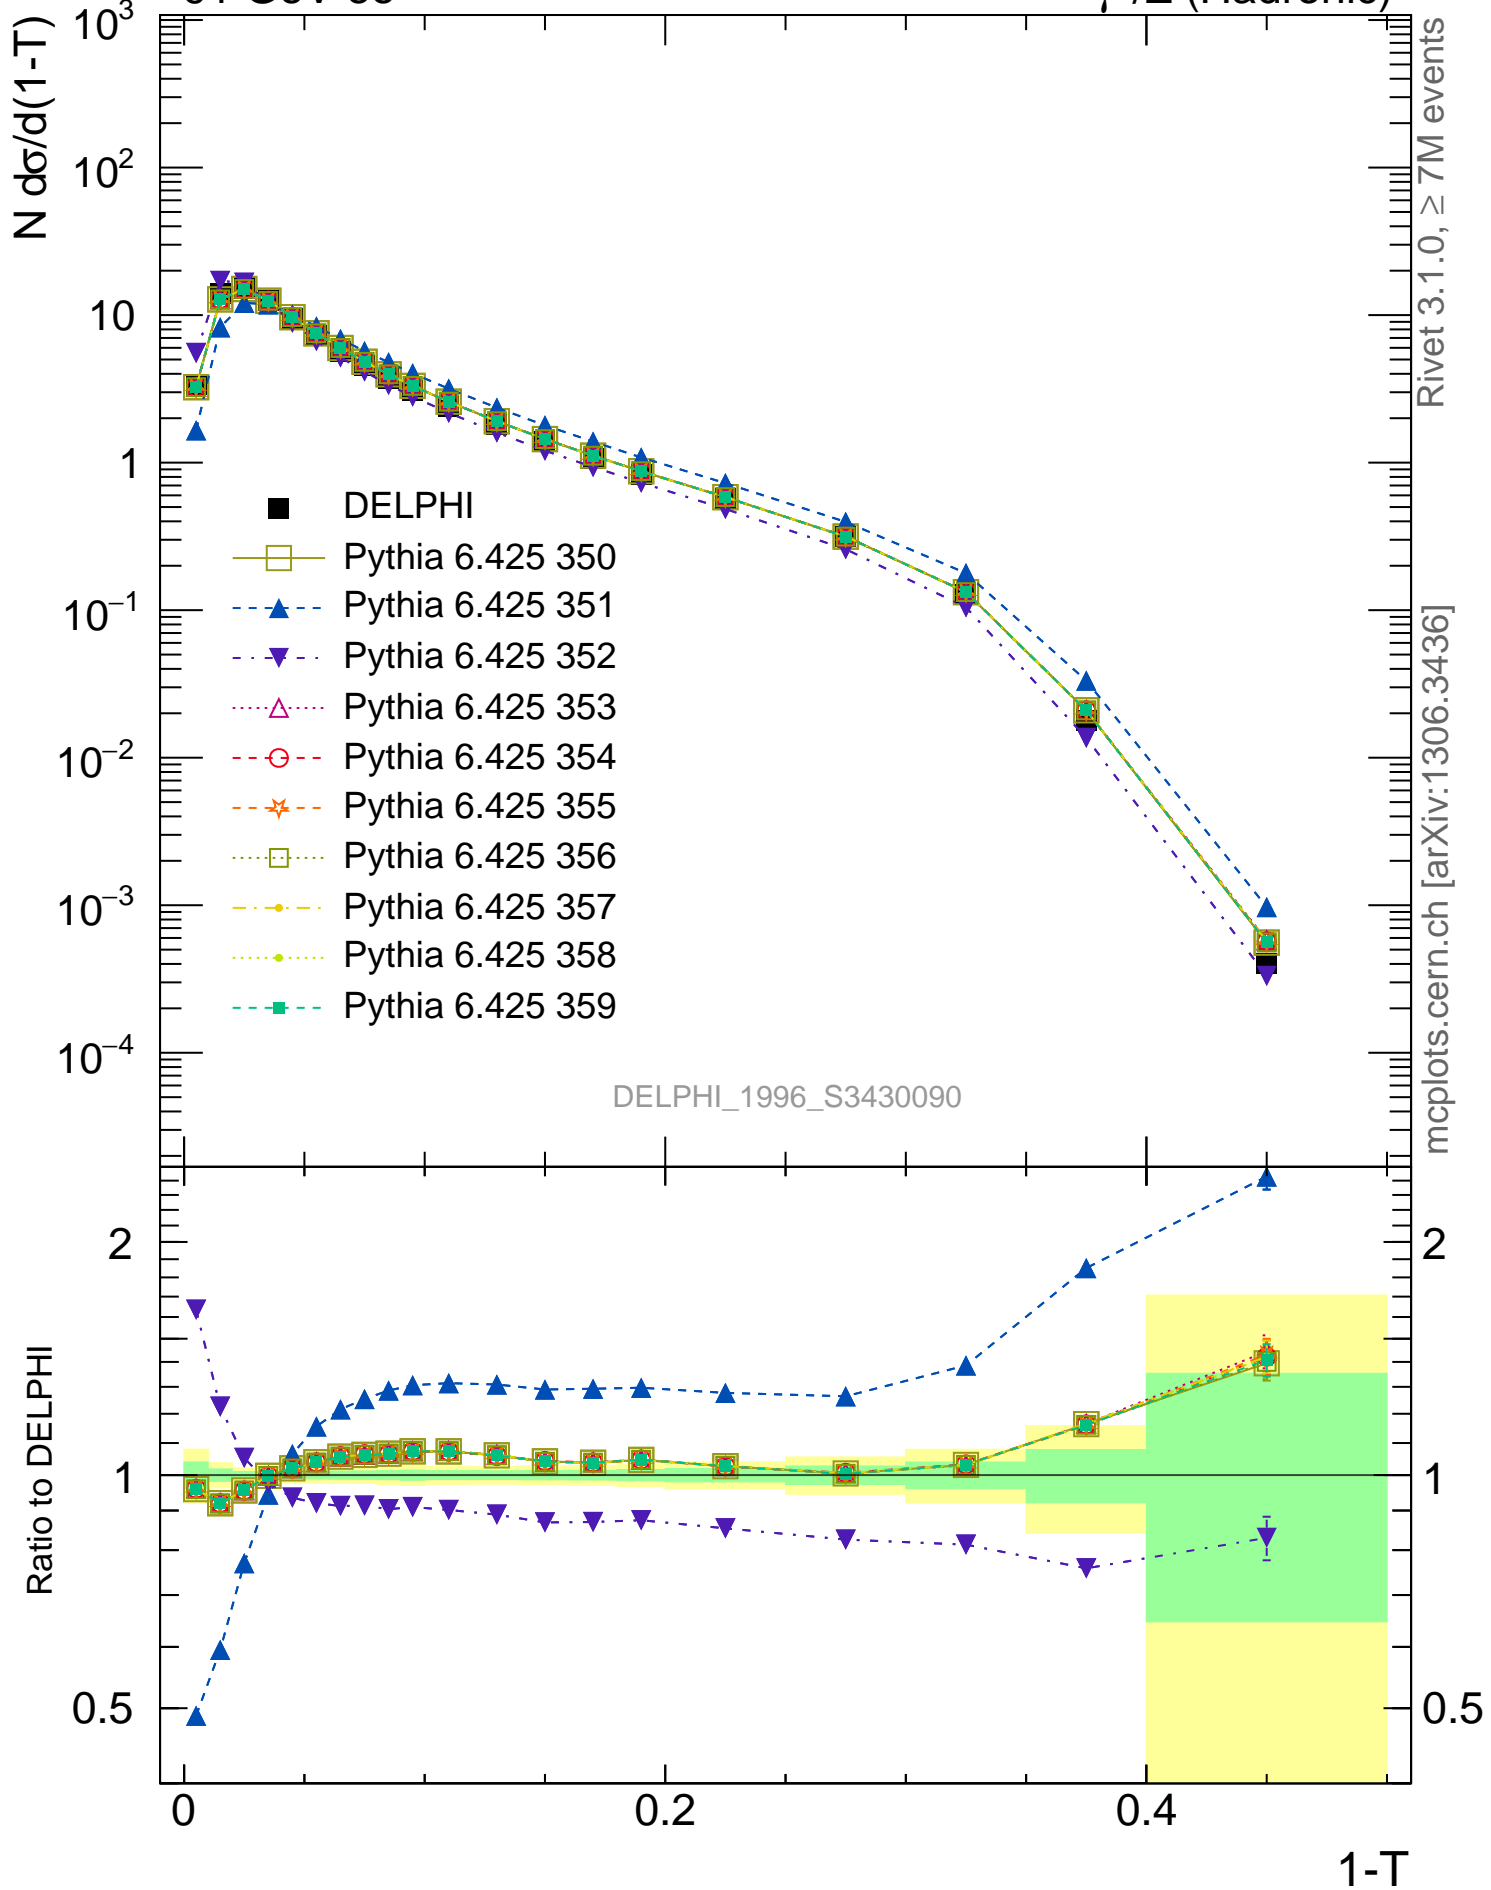 10³
N dσ/d(1-T)
10²
10
1
10⁻¹
10⁻²
10⁻³
10⁻⁴
DELPHI
Pythia 6.425 350
Pythia 6.425 351
Pythia 6.425 352
Pythia 6.425 353
Pythia 6.425 354
Pythia 6.425 355
Pythia 6.425 356
Pythia 6.425 357
Pythia 6.425 358
Pythia 6.425 359
DELPHI_1996_S3430090
Rivet 3.1.0, ≥ 7M events
mcplots.cern.ch [arXiv:1306.3436]
Ratio to DELPHI
2
1
0.5
2
1
0.5
0
0.2
0.4
1-T